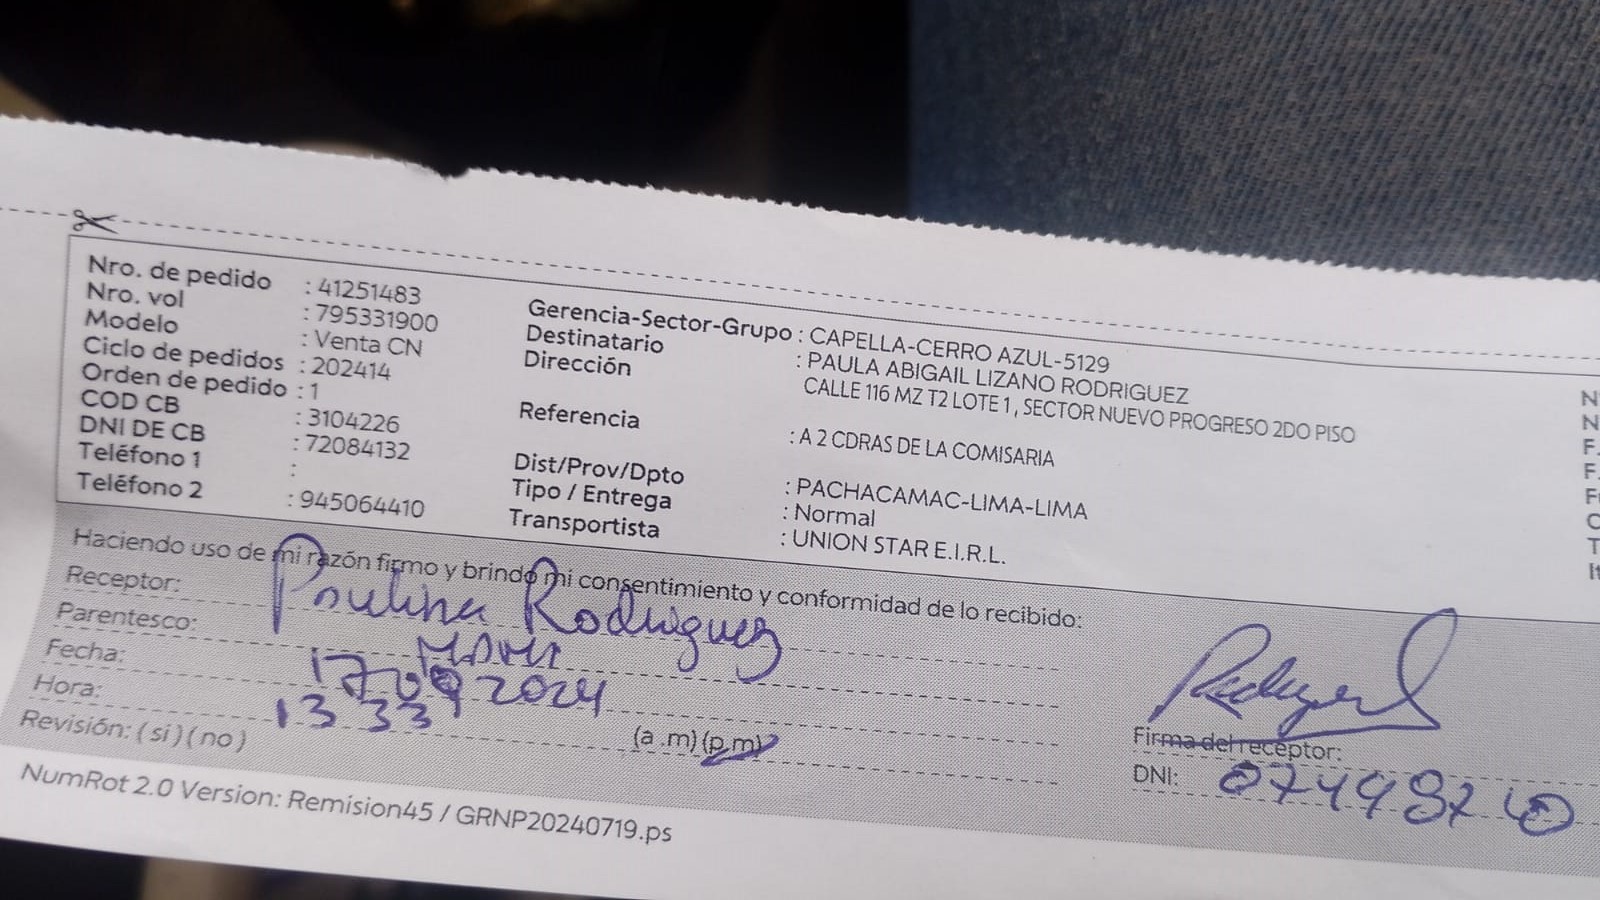 Nro. de pedido : 41251483
Nro. vol : 795331900
Modelo : Venta CN
Ciclo de pedidos : 202414
Orden de pedido : 1
COD CB : 3104226
DNI DE CB : 72084132
Teléfono 1 :
Teléfono 2 : 945064410
Gerencia-Sector-Grupo : CAPELLA-CERRO AZUL-5129
Destinatario : PAULA ABIGAIL LIZANO RODRIGUEZ
Dirección CALLE 116 MZ T2 LOTE 1, SECTOR NUEVO PROGRESO 2DO PISO
Referencia : A 2 CDRAS DE LA COMISARIA
Dist/Prov/Dpto : PACHACAMAC-LIMA-LIMA
Tipo / Entrega : Normal
Transportista : UNION STAR E.I.R.L.
Haciendo uso de mi razón firmo y brindo mi consentimiento y conformidad de lo recibido:
Receptor: Paulina Rodriguez
Parentesco: MAMA
Fecha: 17 09 2024
Hora: 13 33 (a .m) (p.m)
Revisión: ( si ) ( no )
Firma del receptor:
DNI:
NumRot 2.0 Version: Remision45 / GRNP20240719.ps